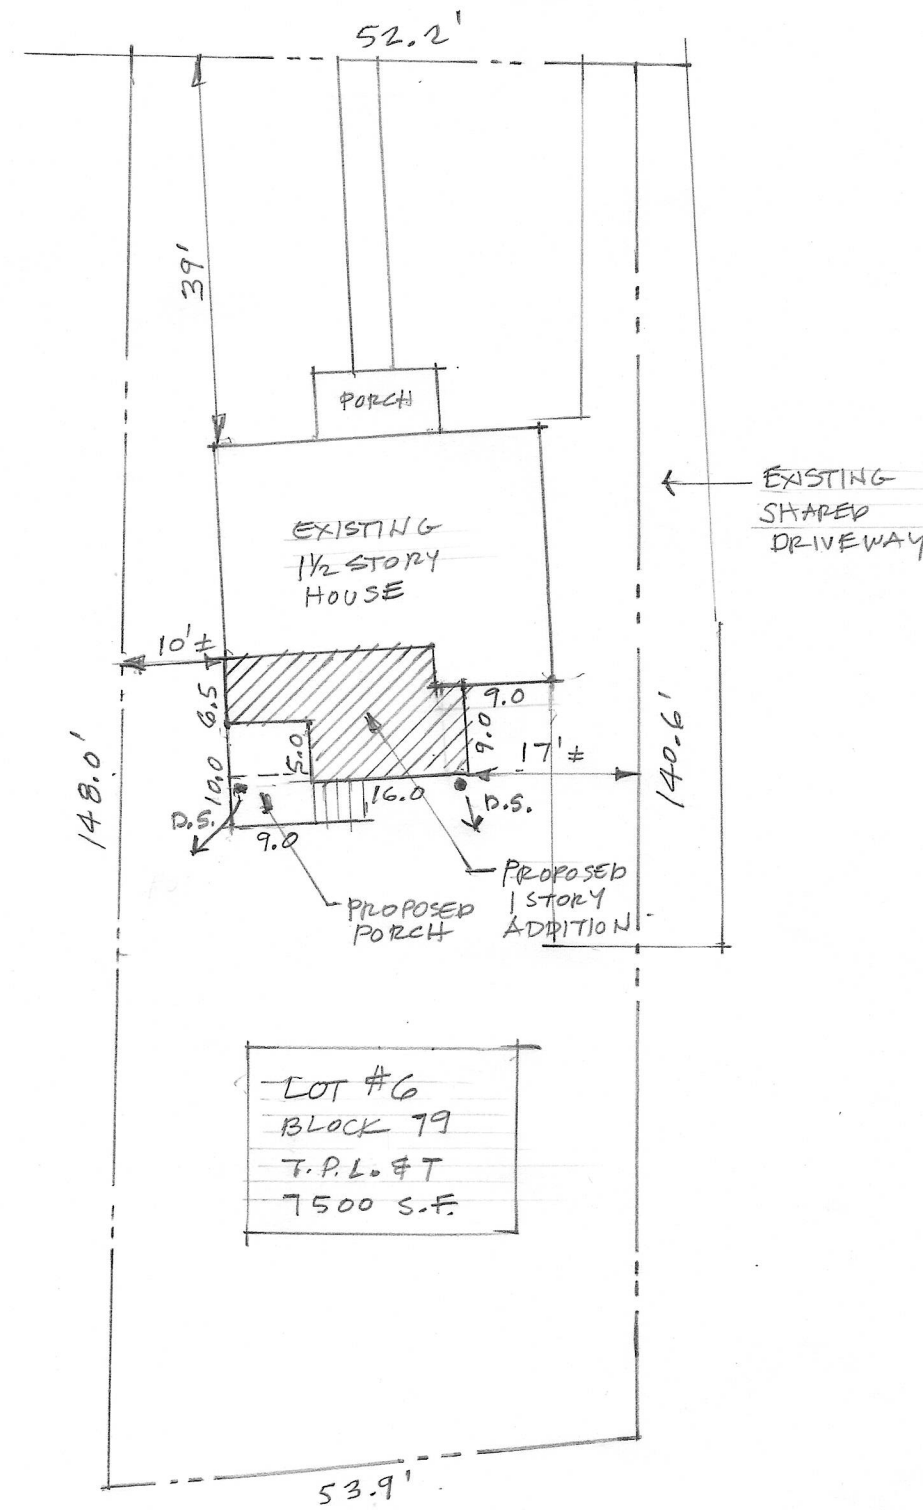 52.2'
39'
PORCH
EXISTING
SHARED
DRIVEWAY
EXISTING
1½ STORY
HOUSE
10'±
6.5
9.0
9.0
5.0
10.0
17'±
148.0'
140.6'
16.0
D.S.
D.S.
9.0
PROPOSED
1 STORY
ADDITION
PROPOSED
PORCH
LOT #6
BLOCK 79
T.P.L. & T
7500 S.F.
53.9'